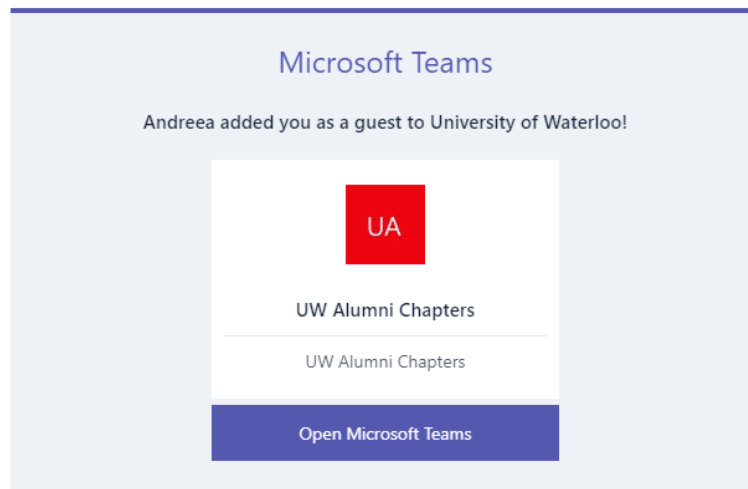 Microsoft Teams
Andreea added you as a guest to University of Waterloo!
UA
UW Alumni Chapters
UW Alumni Chapters
Open Microsoft Teams